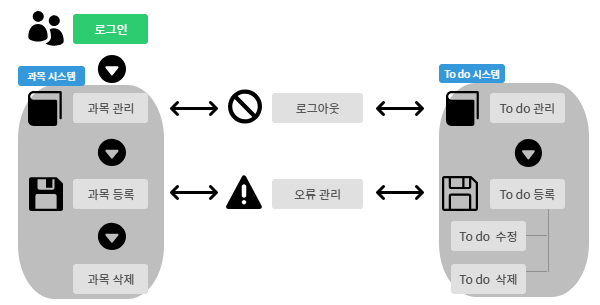 로그인
과목 시스템
To do 시스템
과목 관리
로그아웃
To do 관리
과목 등록
오류 관리
To do 등록
To do 수정
과목 삭제
To do 삭제